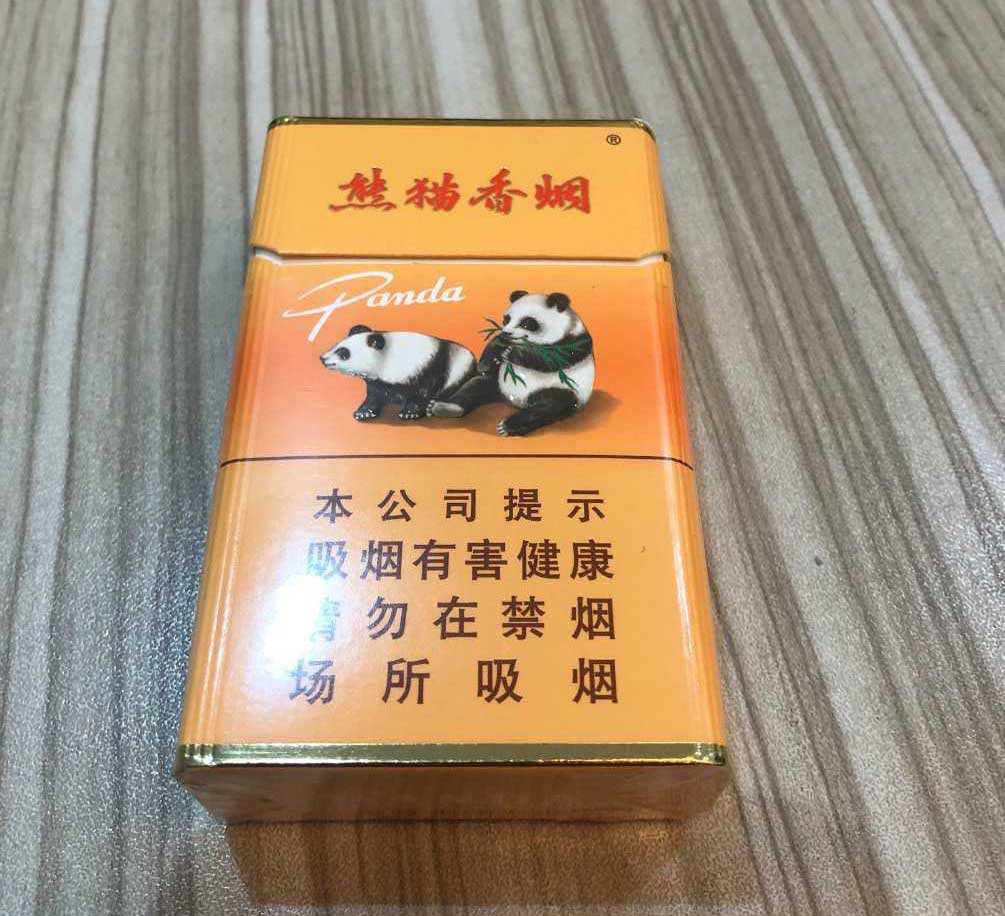 ®
熊猫香烟
Panda
本公司提示
吸烟有害健康
请勿在禁烟
场所吸烟